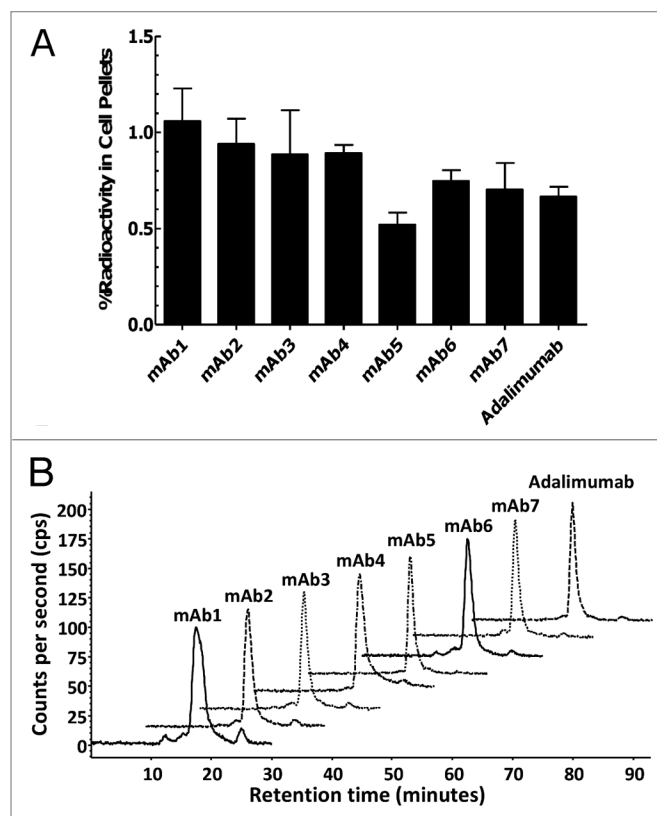 A
%Radioactivity in Cell Pellets
1.5
1.0
0.5
0.0
mAb1
mAb2
mAb3
mAb4
mAb5
mAb6
mAb7
Adalimumab
B
Counts per second (cps)
200
175
150
125
100
75
50
25
0
mAb1
mAb2
mAb3
mAb4
mAb5
mAb6
mAb7
Adalimumab
10 20 30 40 50 60 70 80 90
Retention time (minutes)